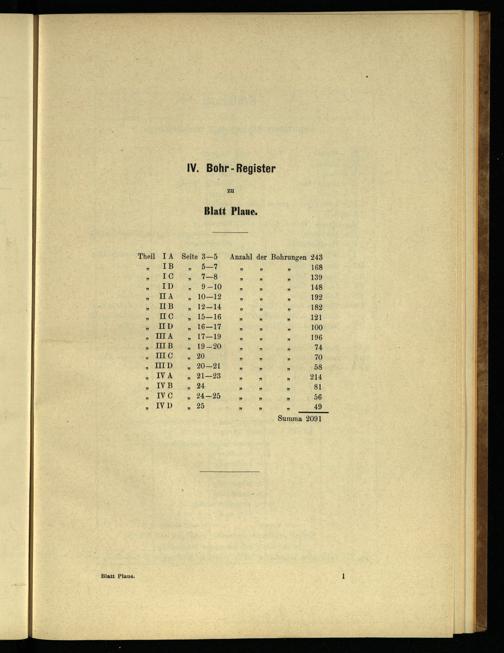 IV. Bohr-Register
zu
Blatt Plaue.
Theil I A Seite 3—5 Anzahl der Bohrungen 243
„ I B „ 5—7 „ „ „ 168
„ I C „ 7—8 „ „ „ 139
„ I D „ 9—10 „ „ „ 148
„ II A „ 10—12 „ „ „ 192
„ II B „ 12—14 „ „ „ 182
„ II C „ 15—16 „ „ „ 121
„ II D „ 16—17 „ „ „ 100
„ III A „ 17—19 „ „ „ 196
„ III B „ 19—20 „ „ „ 74
„ III C „ 20 „ „ „ 70
„ III D „ 20—21 „ „ „ 58
„ IV A „ 21—23 „ „ „ 214
„ IV B „ 24 „ „ „ 81
„ IV C „ 24—25 „ „ „ 56
„ IV D „ 25 „ „ „ 49
Summa 2091
Blatt Plaue. 1